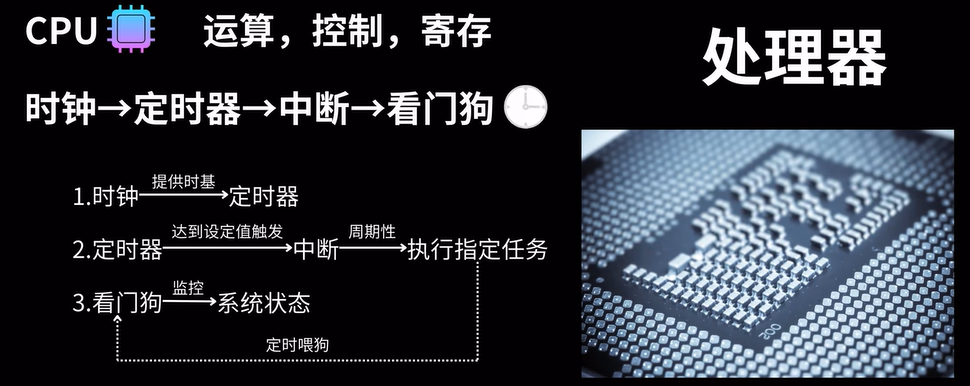 CPU 运算，控制，寄存
处理器
时钟→定时器→中断→看门狗
提供时基
1.时钟→定时器
达到设定值触发 周期性
2.定时器→中断→执行指定任务
监控
3.看门狗→系统状态
定时喂狗
200